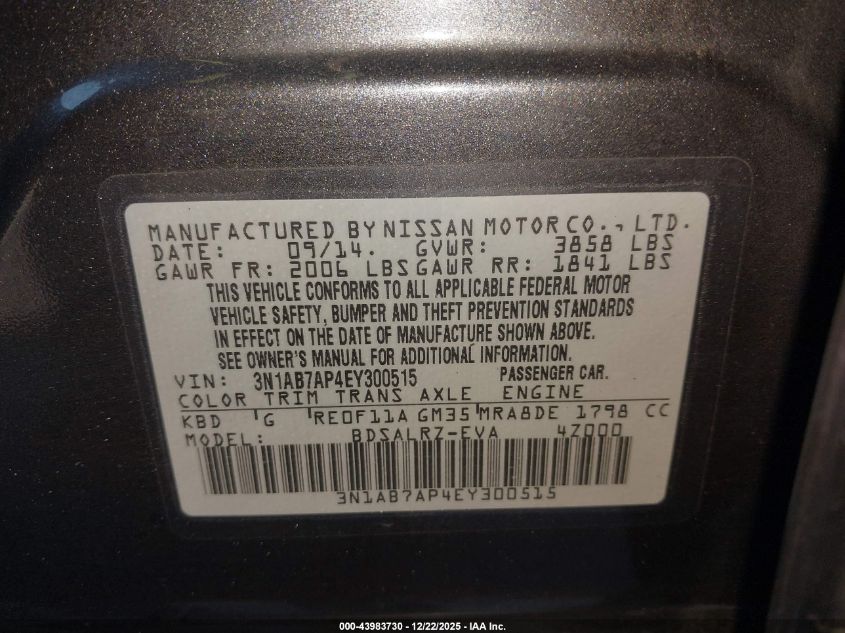 MANUFACTURED BY NISSAN MOTOR CO., LTD.
DATE: 09/14. GVWR: 3858 LBS
GAWR FR: 2006 LBS GAWR RR: 1841 LBS
THIS VEHICLE CONFORMS TO ALL APPLICABLE FEDERAL MOTOR
VEHICLE SAFETY, BUMPER AND THEFT PREVENTION STANDARDS
IN EFFECT ON THE DATE OF MANUFACTURE SHOWN ABOVE.
SEE OWNER'S MANUAL FOR ADDITIONAL INFORMATION.
VIN: 3N1AB7AP4EY300515 PASSENGER CAR.
COLOR TRIM TRANS AXLE ENGINE
KBD 'G 'RE0F11A GM35'MRA8DE 1798 CC
MODEL: BDSALRZ-EVA 4Z000
3N1AB7AP4EY300515
000-43983730 - 12/22/2025 - IAA Inc.